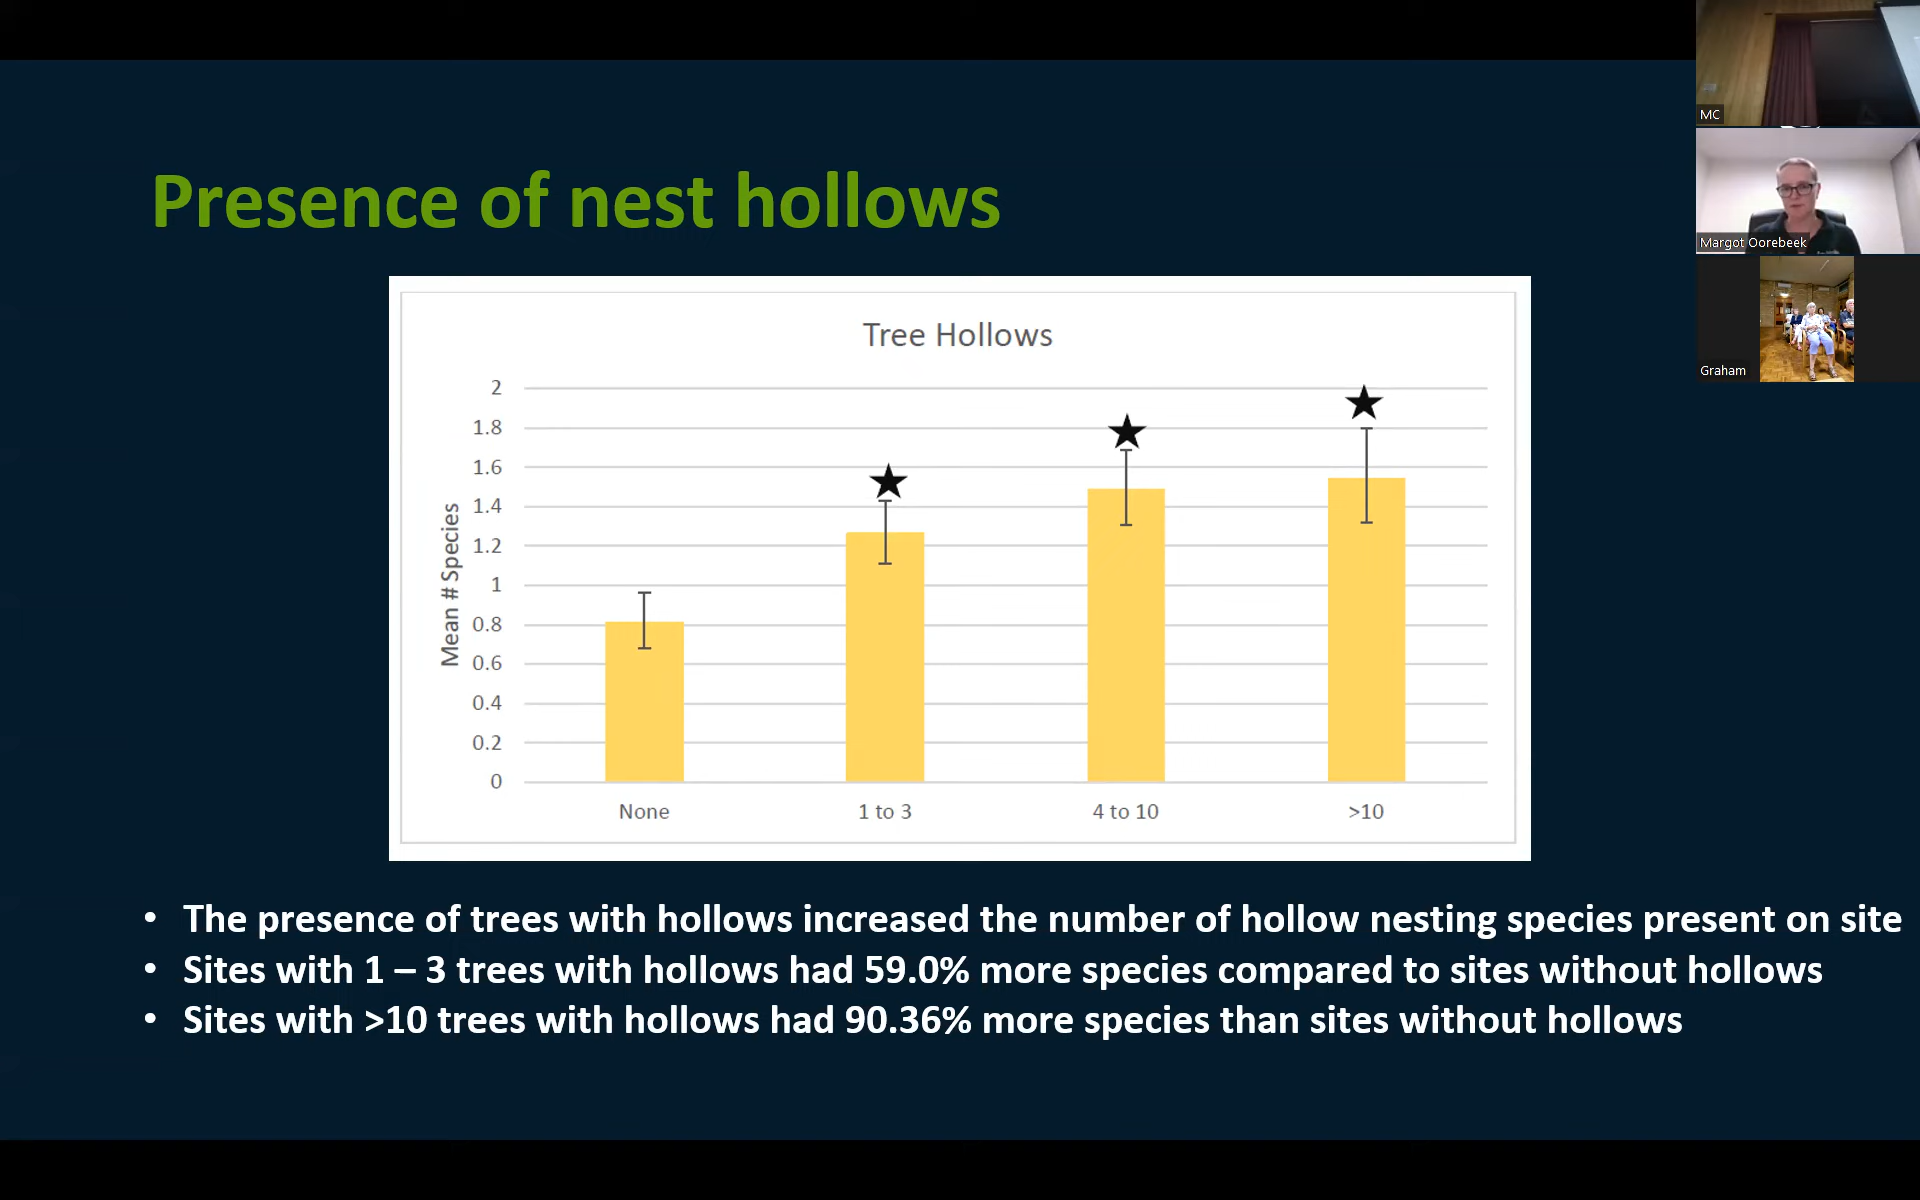 Presence of nest hollows
Tree Hollows
Mean # Species
2
1.8
1.6
1.4
1.2
1
0.8
0.6
0.4
0.2
0
None
1 to 3
4 to 10
>10
• The presence of trees with hollows increased the number of hollow nesting species present on site
• Sites with 1 – 3 trees with hollows had 59.0% more species compared to sites without hollows
• Sites with >10 trees with hollows had 90.36% more species than sites without hollows
MC
Margot Oorebeek
Graham